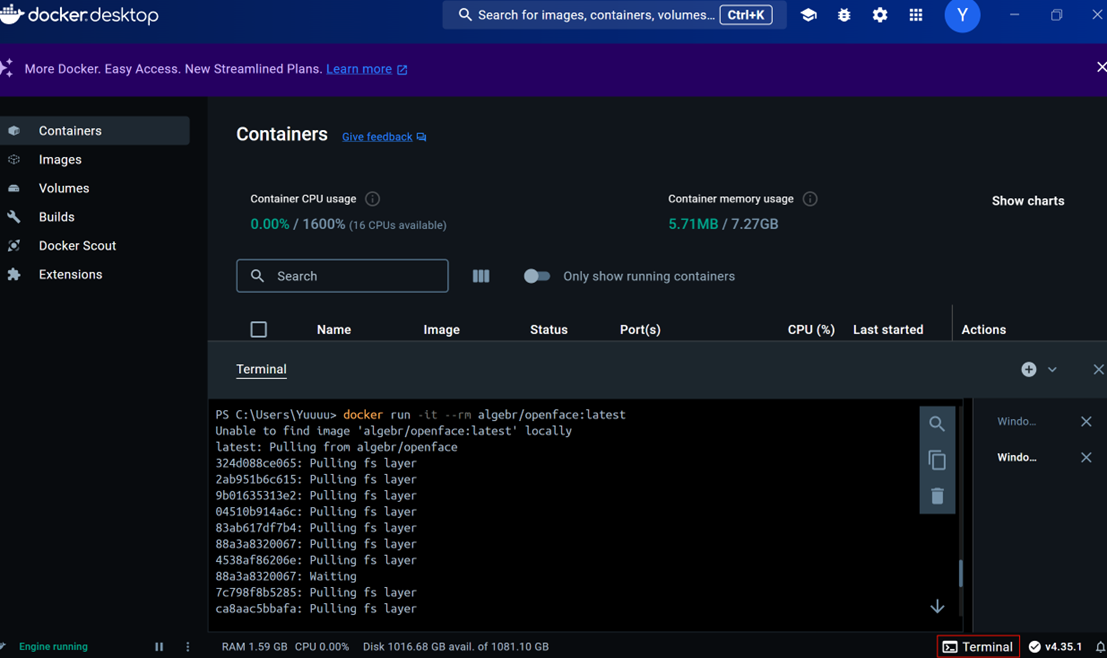 docker.desktop
Search for images, containers, volumes... Ctrl+K
Y
More Docker. Easy Access. New Streamlined Plans. Learn more
Containers
Images
Volumes
Builds
Docker Scout
Extensions
Containers Give feedback
Container CPU usage
0.00% / 1600% (16 CPUs available)
Container memory usage
5.71MB / 7.27GB
Show charts
Search
Only show running containers
Name Image Status Port(s) CPU (%) Last started Actions
Terminal
PS C:\Users\Yuuuu> docker run -it --rm algebr/openface:latest
Unable to find image 'algebr/openface:latest' locally
latest: Pulling from algebr/openface
324d088ce065: Pulling fs layer
2ab951b6c615: Pulling fs layer
9b01635313e2: Pulling fs layer
04510b914a6c: Pulling fs layer
83ab617df7b4: Pulling fs layer
88a3a8320067: Pulling fs layer
4538af86206e: Pulling fs layer
88a3a8320067: Waiting
7c798f8b5285: Pulling fs layer
ca8aac5bbafa: Pulling fs layer
Windo...
Windo...
Engine running
RAM 1.59 GB CPU 0.00% Disk 1016.68 GB avail. of 1081.10 GB
Terminal
v4.35.1